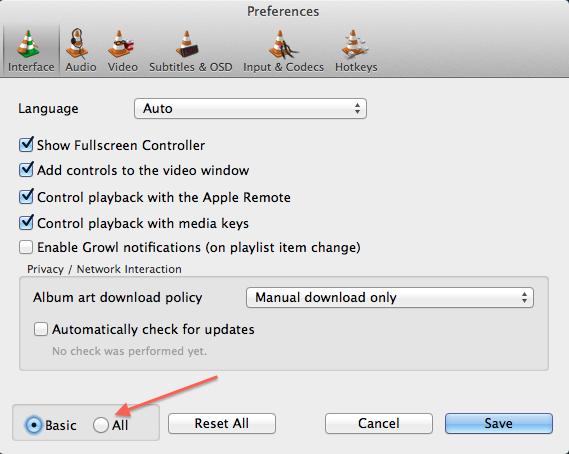 Preferences
Interface Audio Video Subtitles & OSD Input & Codecs Hotkeys
Language Auto
Show Fullscreen Controller
Add controls to the video window
Control playback with the Apple Remote
Control playback with media keys
Enable Growl notifications (on playlist item change)
Privacy / Network Interaction
Album art download policy Manual download only
Automatically check for updates
No check was performed yet.
Basic All Reset All Cancel Save